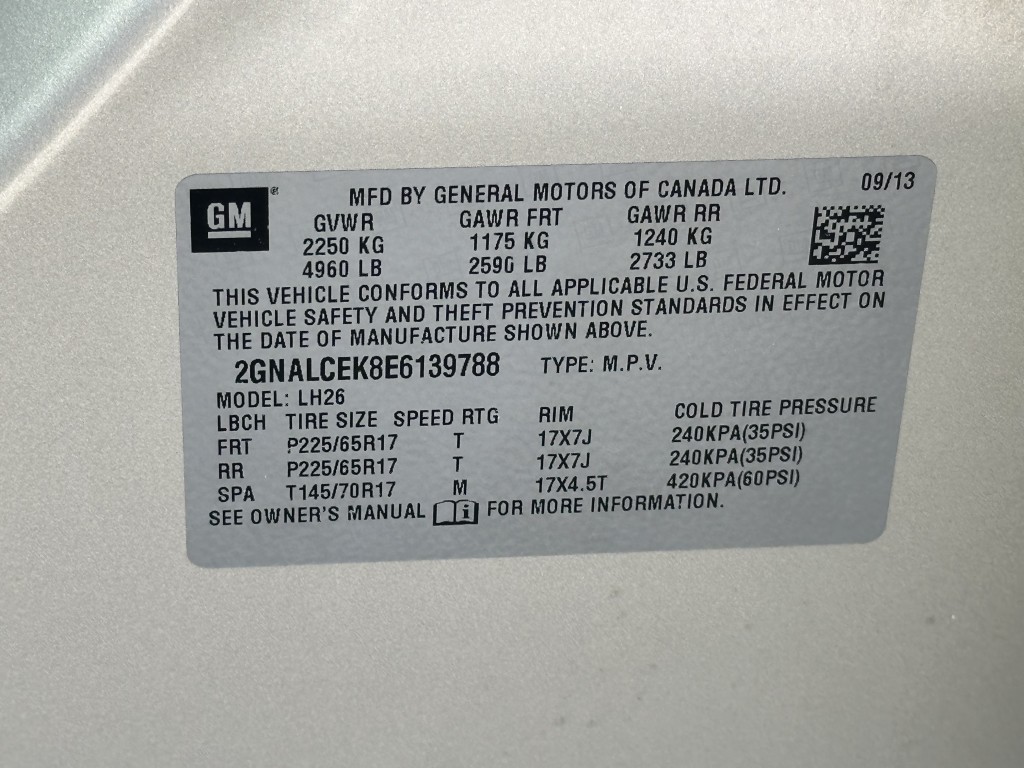 GM ®
MFD BY GENERAL MOTORS OF CANADA LTD. 09/13
GVWR GAWR FRT GAWR RR
2250 KG 1175 KG 1240 KG
4960 LB 2590 LB 2733 LB
THIS VEHICLE CONFORMS TO ALL APPLICABLE U.S. FEDERAL MOTOR
VEHICLE SAFETY AND THEFT PREVENTION STANDARDS IN EFFECT ON
THE DATE OF MANUFACTURE SHOWN ABOVE.
2GNALCEK8E6139788 TYPE: M.P.V.
MODEL: LH26
LBCH TIRE SIZE SPEED RTG RIM COLD TIRE PRESSURE
FRT P225/65R17 T 17X7J 240KPA(35PSI)
RR P225/65R17 T 17X7J 240KPA(35PSI)
SPA T145/70R17 M 17X4.5T 420KPA(60PSI)
SEE OWNER'S MANUAL i FOR MORE INFORMATION.